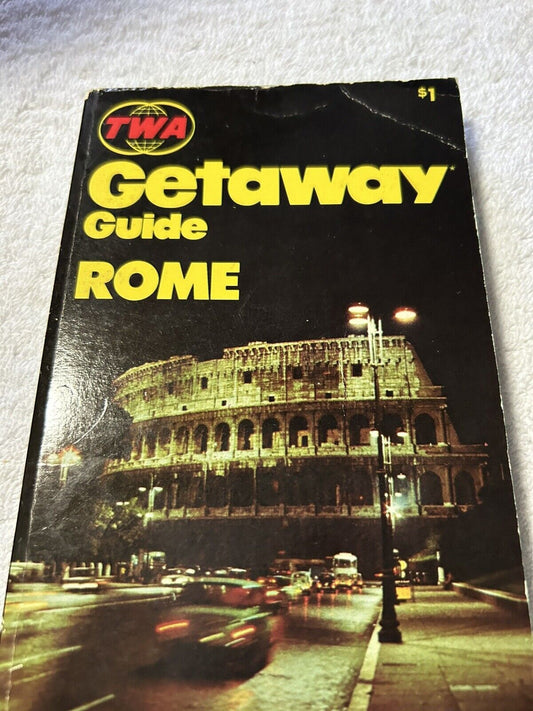 $1
TWA
Getaway*
Guide
ROME